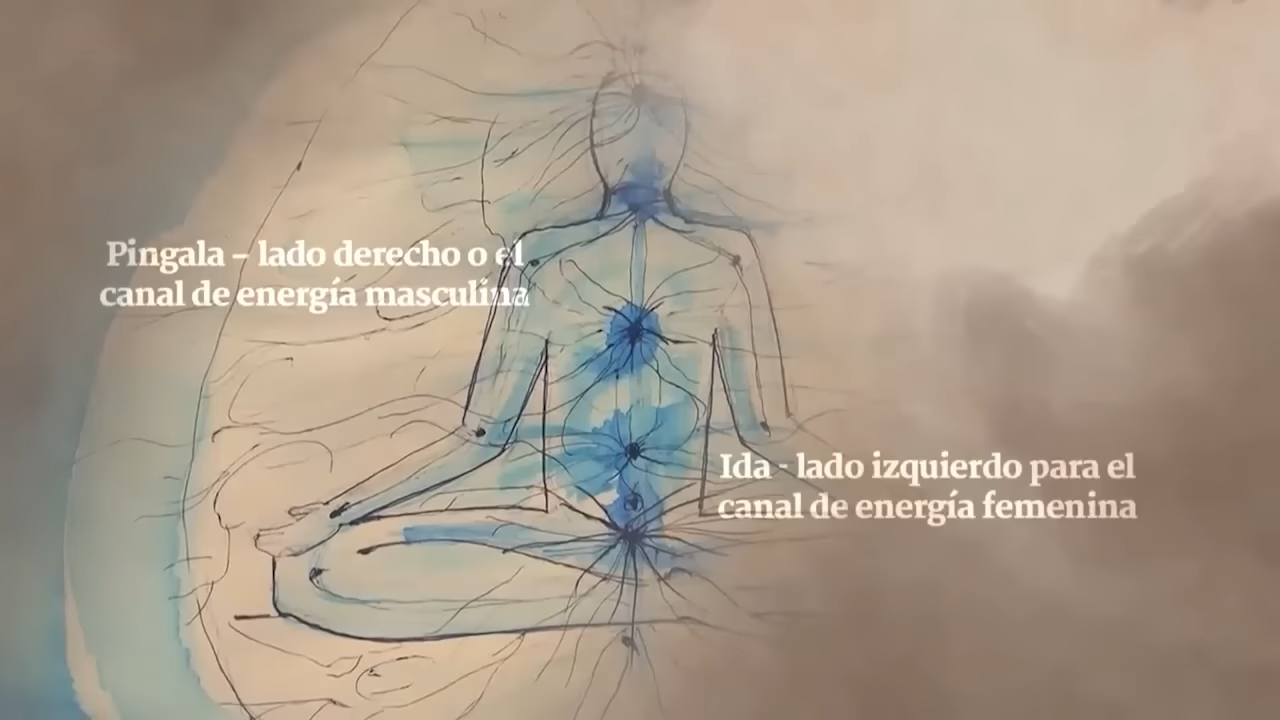 Pingala – lado derecho o el
canal de energía masculina
Ida - lado izquierdo para el
canal de energía femenina